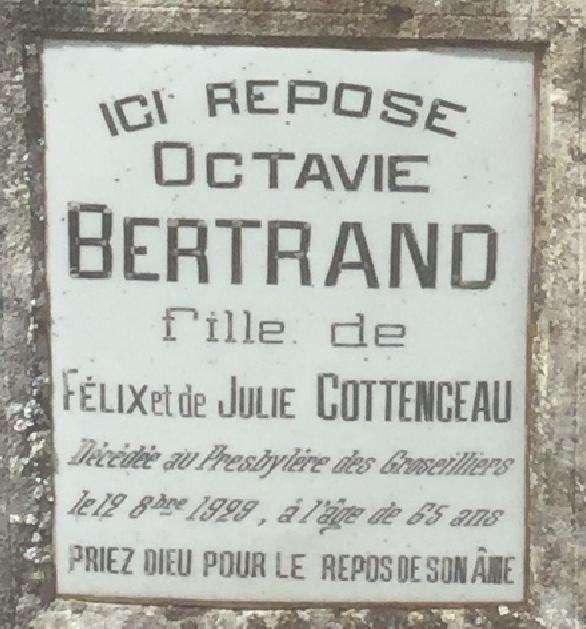 ICI REPOSE
OCTAVIE
BERTRAND
fille de
FÉLIX et de JULIE COTTENCEAU
Décédée au Presbytère des Groseilliers
le 12 8bre 1929, à l'âge de 65 ans
PRIEZ DIEU POUR LE REPOS DE SON ÂME